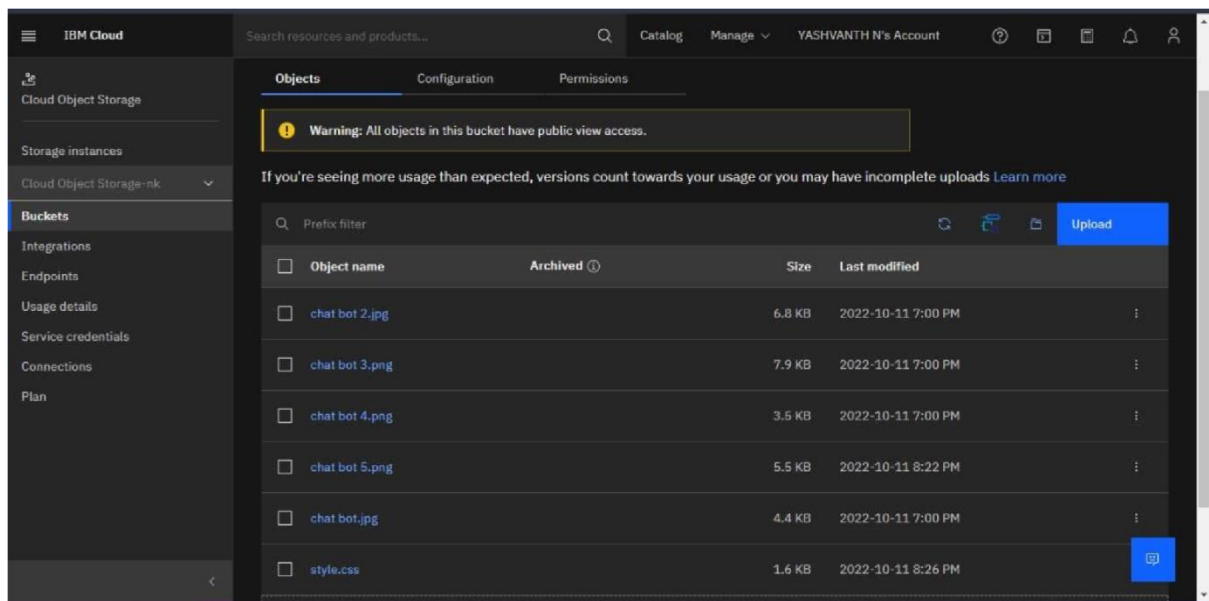 IBM Cloud
Search resources and products...
Catalog
Manage
YASHVANTH N's Account
Cloud Object Storage
Storage instances
Cloud Object Storage-nk
Buckets
Integrations
Endpoints
Usage details
Service credentials
Connections
Plan
Objects
Configuration
Permissions
Warning: All objects in this bucket have public view access.
If you're seeing more usage than expected, versions count towards your usage or you may have incomplete uploads Learn more
Prefix filter
Upload
Object name Archived Size Last modified
chat bot 2.jpg 6.8 KB 2022-10-11 7:00 PM
chat bot 3.png 7.9 KB 2022-10-11 7:00 PM
chat bot 4.png 3.5 KB 2022-10-11 7:00 PM
chat bot 5.png 5.5 KB 2022-10-11 8:22 PM
chat bot.jpg 4.4 KB 2022-10-11 7:00 PM
style.css 1.6 KB 2022-10-11 8:26 PM